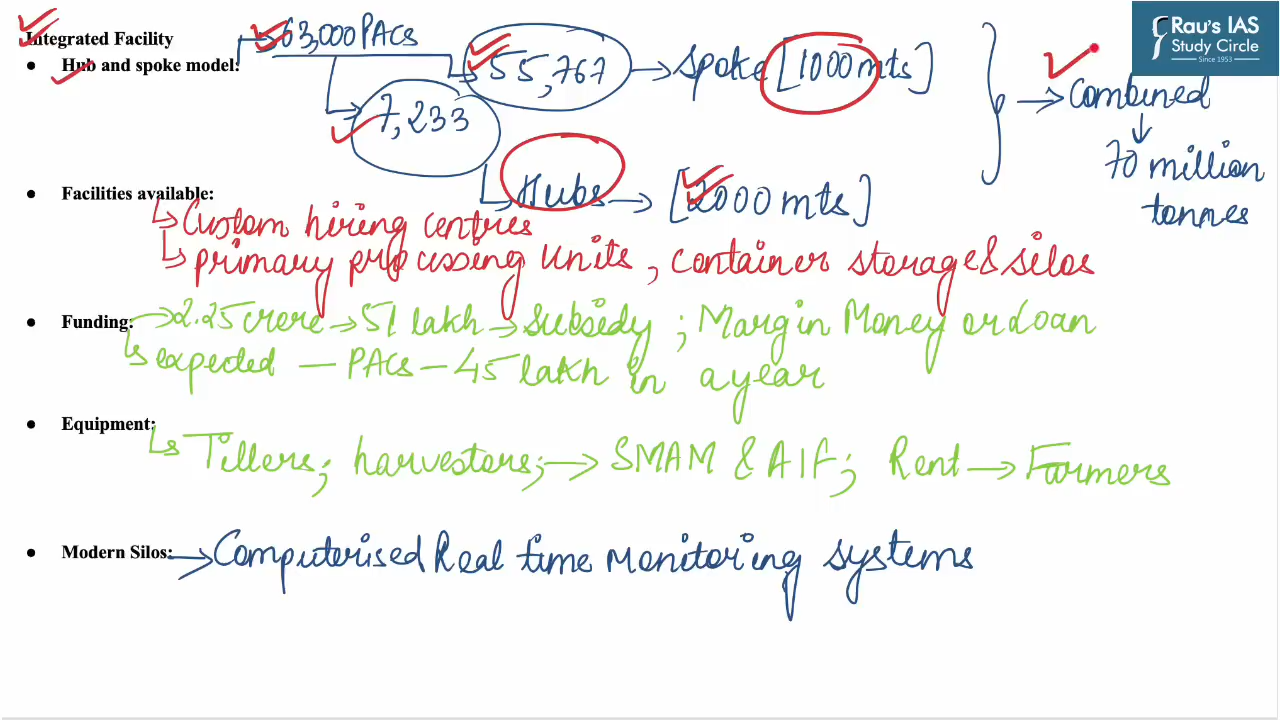 Integrated Facility
63,000 PACs
Hub and spoke model:
55,767 → Spoke [1000 mts]
7,233
Hubs → [2000 mts]
→ Combined
↓
70 million
tonnes
Rau's IAS
Study Circle
Since 1953
Facilities available:
↳ Custom hiring centres
↳ primary processing units, container storage & silos
Funding: → 2.25 crore → 51 lakh → subsidy ; Margin Money or Loan
↳ expected — PACs — 45 lakh in a year
Equipment:
↳ Tillers; harvesters; → SMAM & AIF; Rent → Farmers
Modern Silos: → Computerised Real time monitoring systems